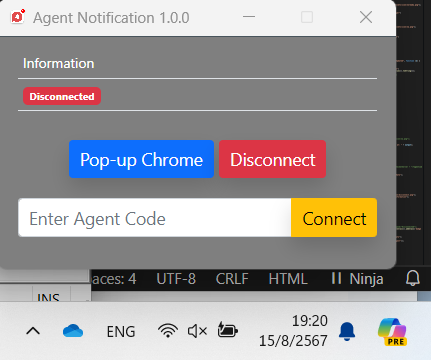 Agent Notification 1.0.0
Information
Disconnected
Pop-up Chrome Disconnect
Enter Agent Code Connect
aces: 4 UTF-8 CRLF HTML Ninja
INS
ENG 19:20
15/8/2567
PRE